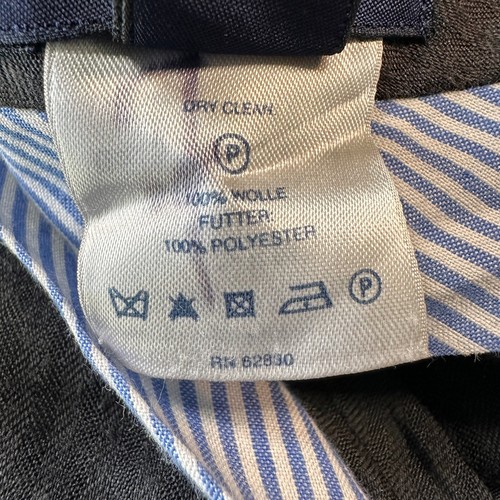 DRY CLEAN
P
100% WOLLE
FUTTER
100% POLYESTER
P
RN 62830